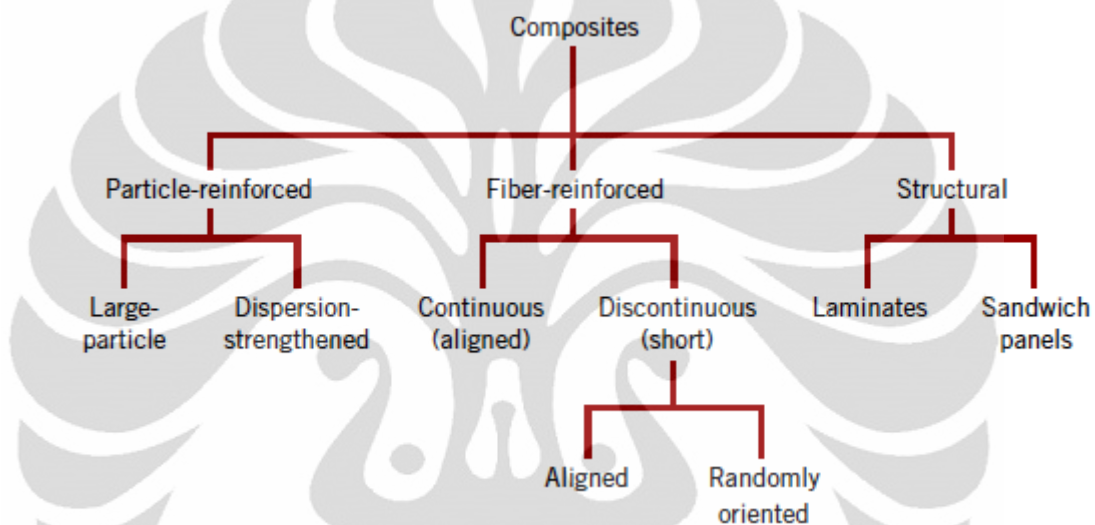 Composites
Particle-reinforced
Fiber-reinforced
Structural
Large-
particle
Dispersion-
strengthened
Continuous
(aligned)
Discontinuous
(short)
Laminates
Sandwich
panels
Aligned
Randomly
oriented